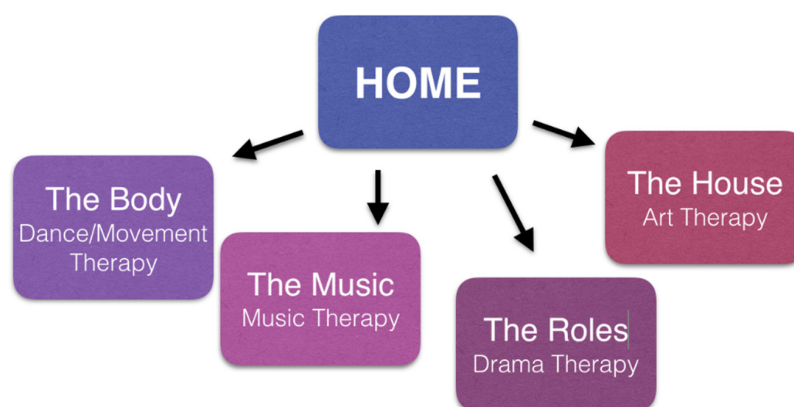 HOME
The Body
Dance/Movement
Therapy
The Music
Music Therapy
The Roles
Drama Therapy
The House
Art Therapy